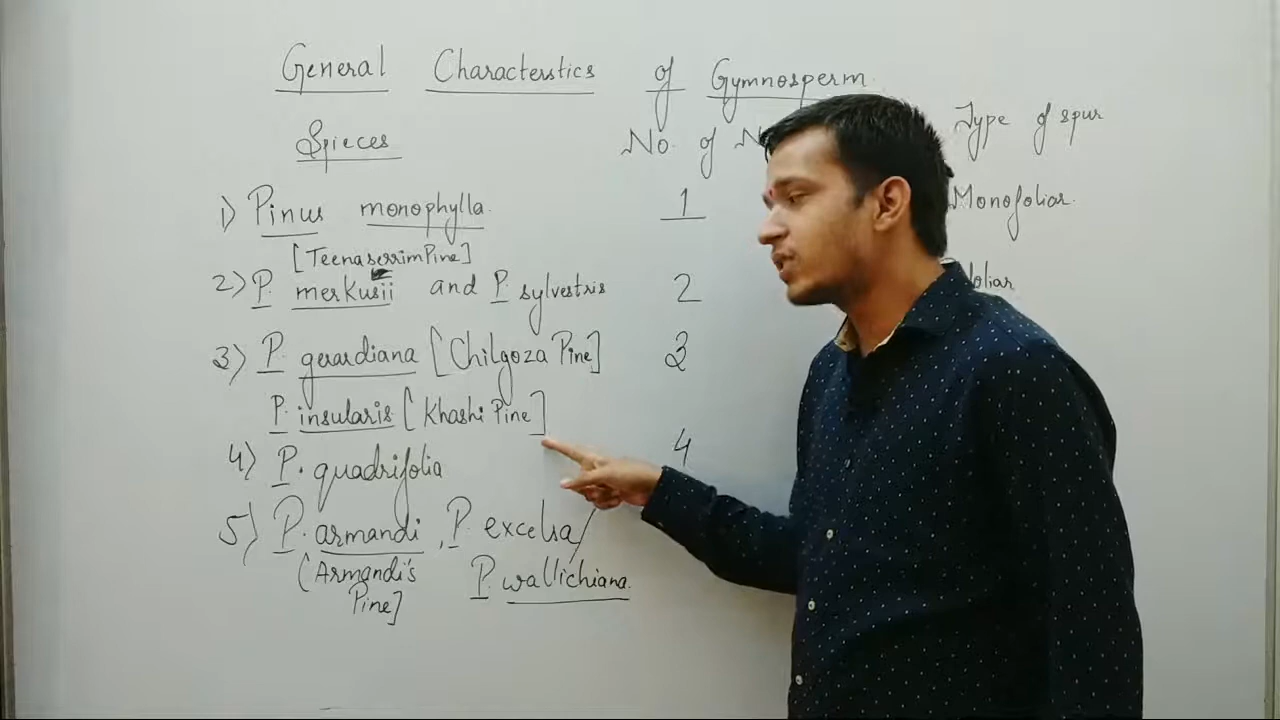 General Characterstics of Gymnosperm
Spieces No. of Type of spur
1) Pinus monophylla 1 Monofoliar
[Teenaserrim Pine]
2) P. merkusii and P. sylvestris 2
3) P. gerardiana [Chilgoza Pine] 3
P. insularis [Khashi Pine]
4) P. quadrifolia 4
5) P. armandi, P. excelsa/
(Armandi's P. wallichiana.
Pine]